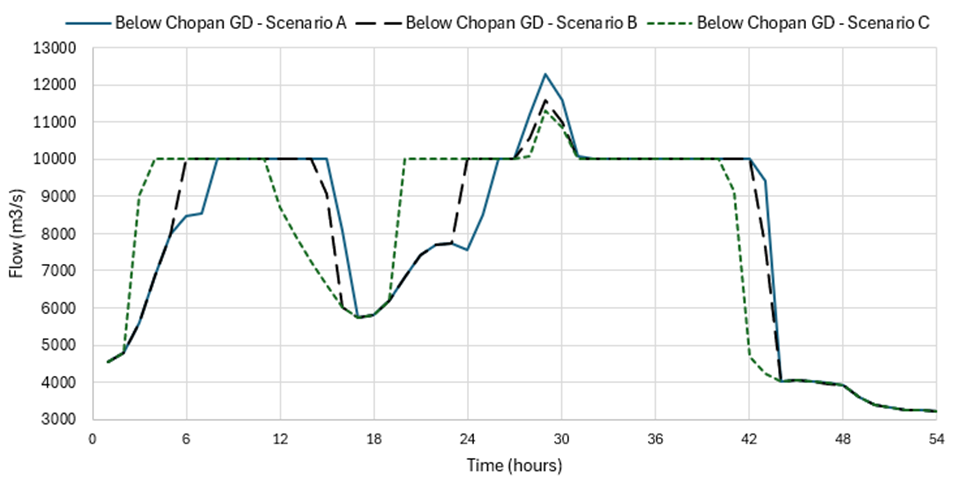 Below Chopan GD - Scenario A Below Chopan GD - Scenario B Below Chopan GD - Scenario C
13000
12000
11000
10000
9000
8000
7000
6000
5000
4000
3000
Flow (m3/s)
0 6 12 18 24 30 36 42 48 54
Time (hours)